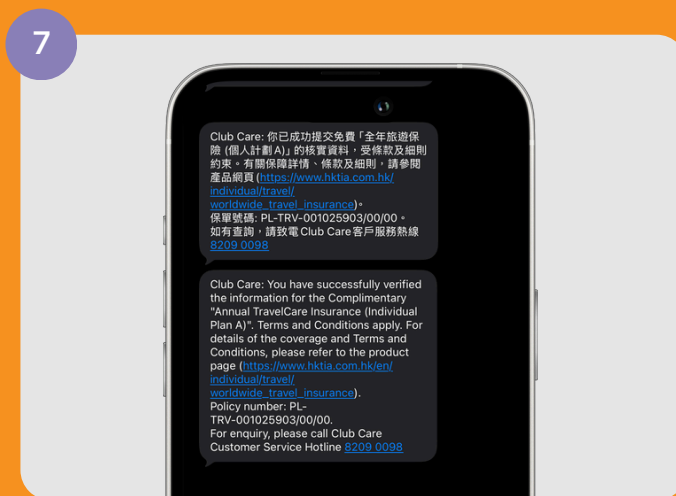 7
Club Care: 你已成功提交免費「全年旅遊保
險 (個人計劃A)」的核實資料，受條款及細則
約束。有關保障詳情、條款及細則，請參閱
產品網頁(https://www.hktia.com.hk/
individual/travel/
worldwide_travel_insurance)。
保單號碼: PL-TRV-001025903/00/00。
如有查詢，請致電Club Care客戶服務熱線
8209 0098
Club Care: You have successfully verified
the information for the Complimentary
"Annual TravelCare Insurance (Individual
Plan A)". Terms and Conditions apply. For
details of the coverage and Terms and
Conditions, please refer to the product
page (https://www.hktia.com.hk/en/
individual/travel/
worldwide_travel_insurance).
Policy number: PL-
TRV-001025903/00/00.
For enquiry, please call Club Care
Customer Service Hotline 8209 0098